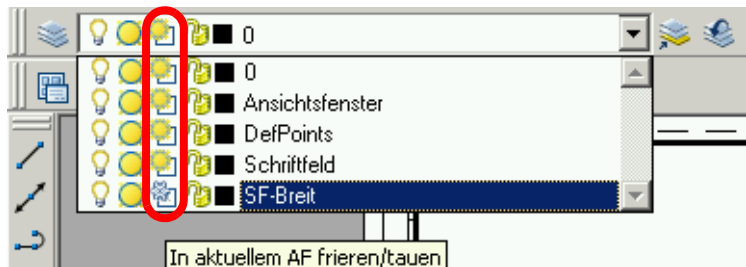 0
0
Ansichtsfenster
DefPoints
Schriftfeld
SF-Breit
In aktuellem AF frieren/tauen